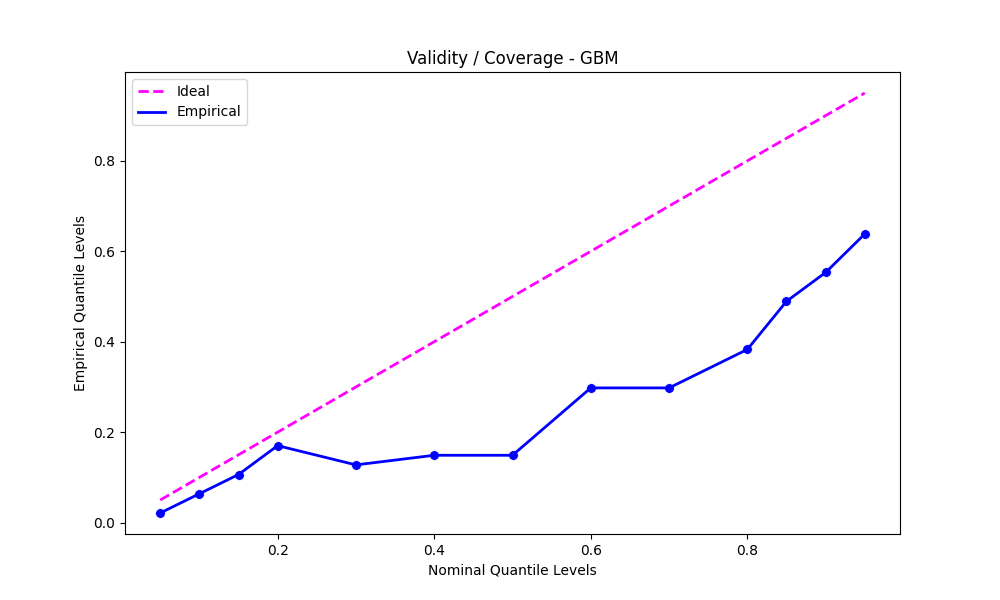 Validity / Coverage - GBM
Ideal
Empirical
Empirical Quantile Levels
0.8
0.6
0.4
0.2
0.0
0.2 0.4 0.6 0.8
Nominal Quantile Levels